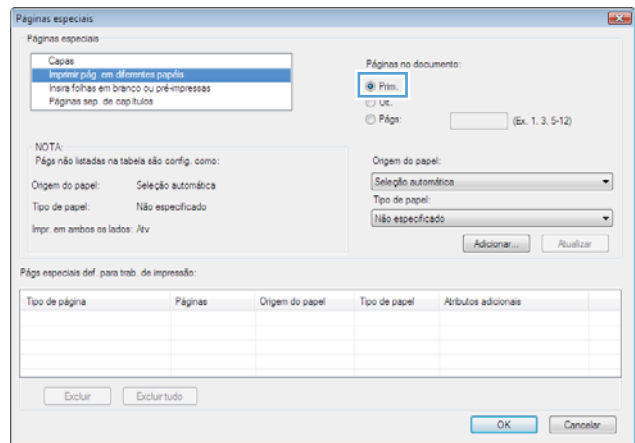 Páginas especiais
Páginas especiais
Capas
Imprimir pág. em diferentes papéis
Insira folhas em branco ou pré-impressas
Páginas sep. de capítulos
Páginas no documento:
Prim.
Últ.
Págs: (Ex. 1, 3, 5-12)
NOTA:
Págs não listadas na tabela são config. como:
Origem do papel: Seleção automática
Tipo de papel: Não especificado
Impr. em ambos os lados: Atv
Origem do papel:
Seleção automática
Tipo de papel:
Não especificado
Adicionar... Atualizar
Págs especiais def. para trab. de impressão:
Tipo de página Páginas Origem do papel Tipo de papel Atributos adicionais
Excluir Excluir tudo
OK Cancelar